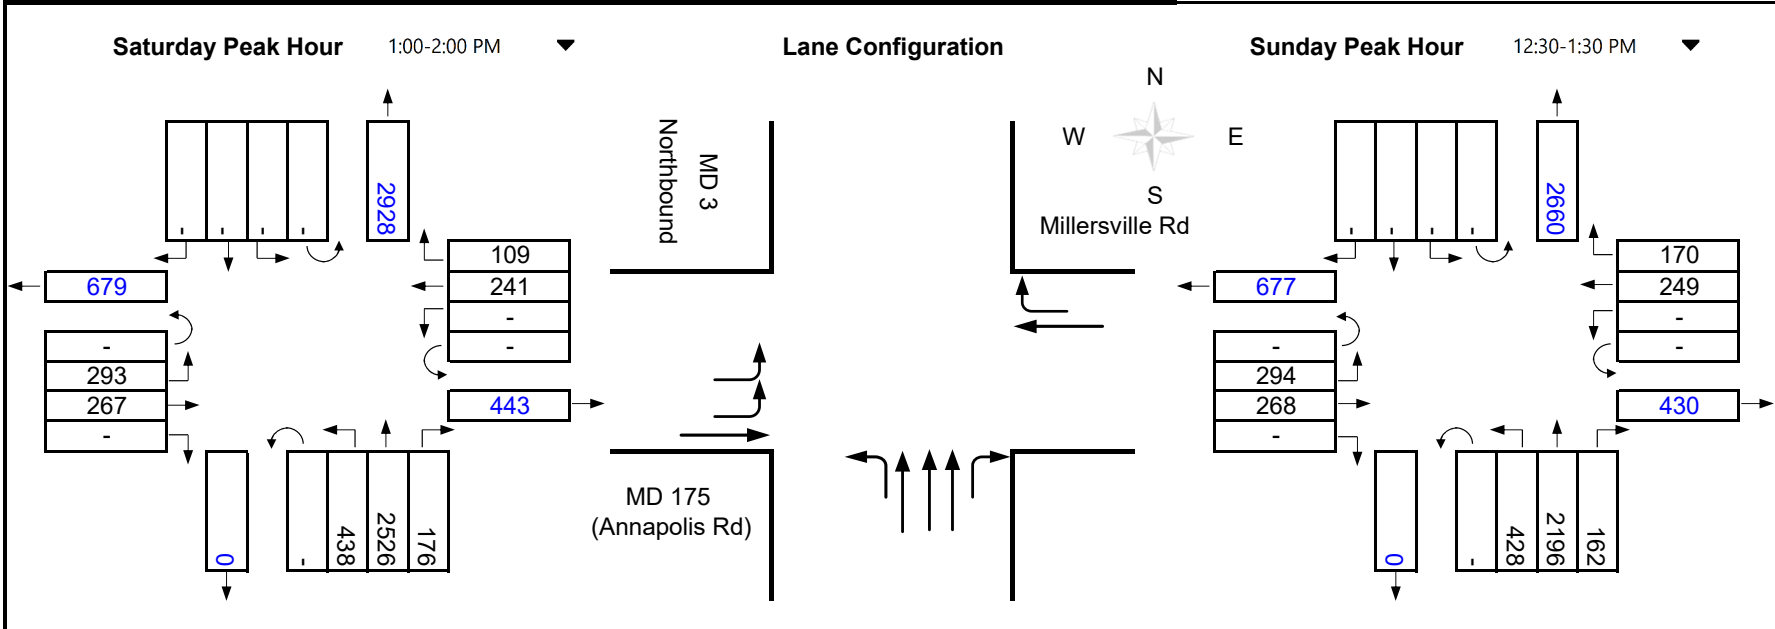 Saturday Peak Hour 1:00-2:00 PM
Lane Configuration
Sunday Peak Hour 12:30-1:30 PM
- - - -
2928
109
241
-
-
679
-
293
267
-
443
0
- 438 2526 176
MD 3
Northbound
N
W E
S
Millersville Rd
MD 175
(Annapolis Rd)
- - - -
2660
170
249
-
-
677
-
294
268
-
430
0
- 428 2196 162